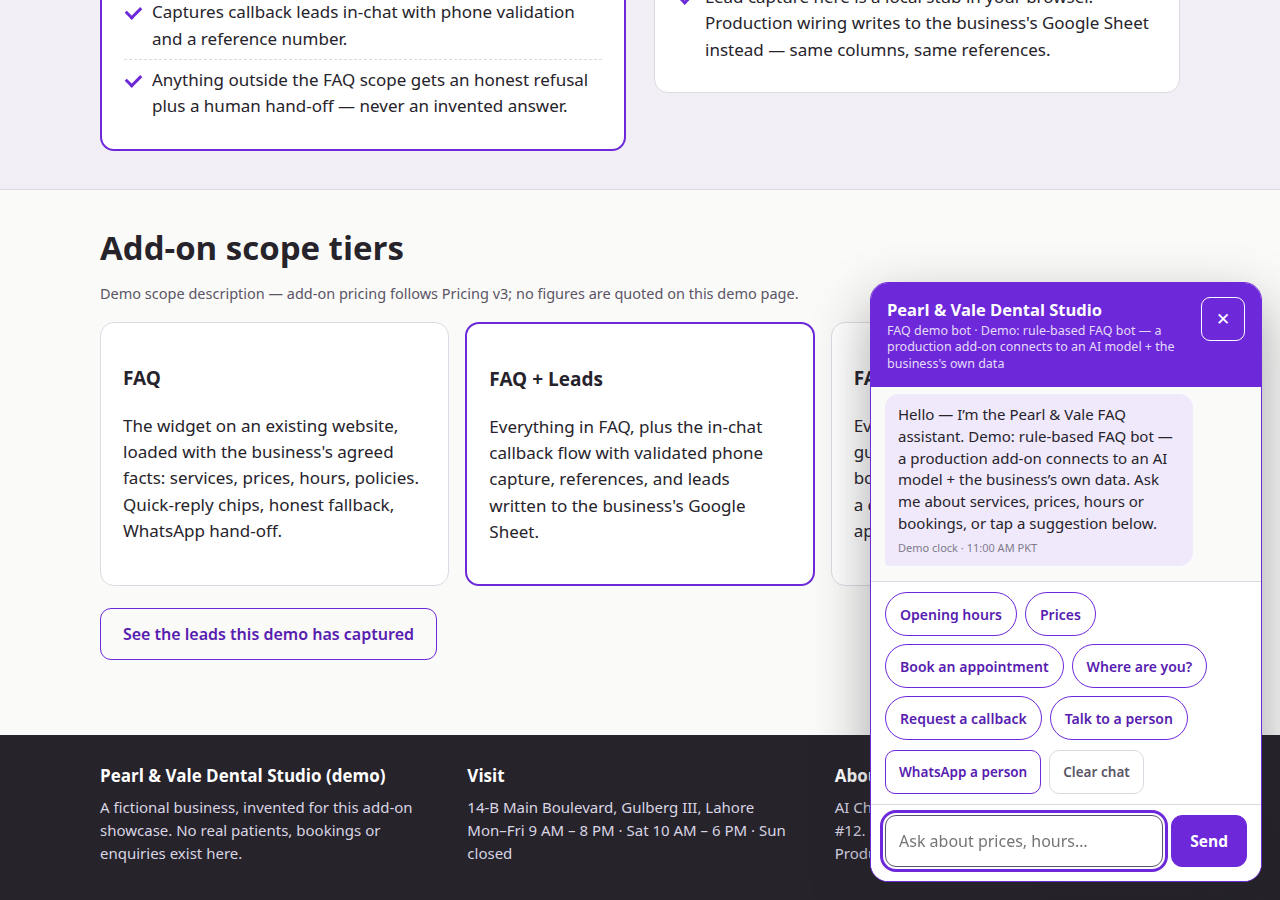 Captures callback leads in-chat with phone validation
and a reference number.
Anything outside the FAQ scope gets an honest refusal
plus a human hand-off — never an invented answer.
Production wiring writes to the business's Google Sheet
instead — same columns, same references.
Add-on scope tiers
Demo scope description — add-on pricing follows Pricing v3; no figures are quoted on this demo page.
FAQ
The widget on an existing website,
loaded with the business's agreed
facts: services, prices, hours, policies.
Quick-reply chips, honest fallback,
WhatsApp hand-off.
FAQ + Leads
Everything in FAQ, plus the in-chat
callback flow with validated phone
capture, references, and leads
written to the business's Google
Sheet.
See the leads this demo has captured
Pearl & Vale Dental Studio (demo)
A fictional business, invented for this add-on
showcase. No real patients, bookings or
enquiries exist here.
Visit
14-B Main Boulevard, Gulberg III, Lahore
Mon–Fri 9 AM – 8 PM · Sat 10 AM – 6 PM · Sun
closed
#12.
Pearl & Vale Dental Studio
FAQ demo bot · Demo: rule-based FAQ bot — a
production add-on connects to an AI model + the
business's own data
✕
Hello — I'm the Pearl & Vale FAQ
assistant. Demo: rule-based FAQ bot —
a production add-on connects to an AI
model + the business's own data. Ask
me about services, prices, hours or
bookings, or tap a suggestion below.
Demo clock · 11:00 AM PKT
Opening hours
Prices
Book an appointment
Where are you?
Request a callback
Talk to a person
WhatsApp a person
Clear chat
Ask about prices, hours...
Send